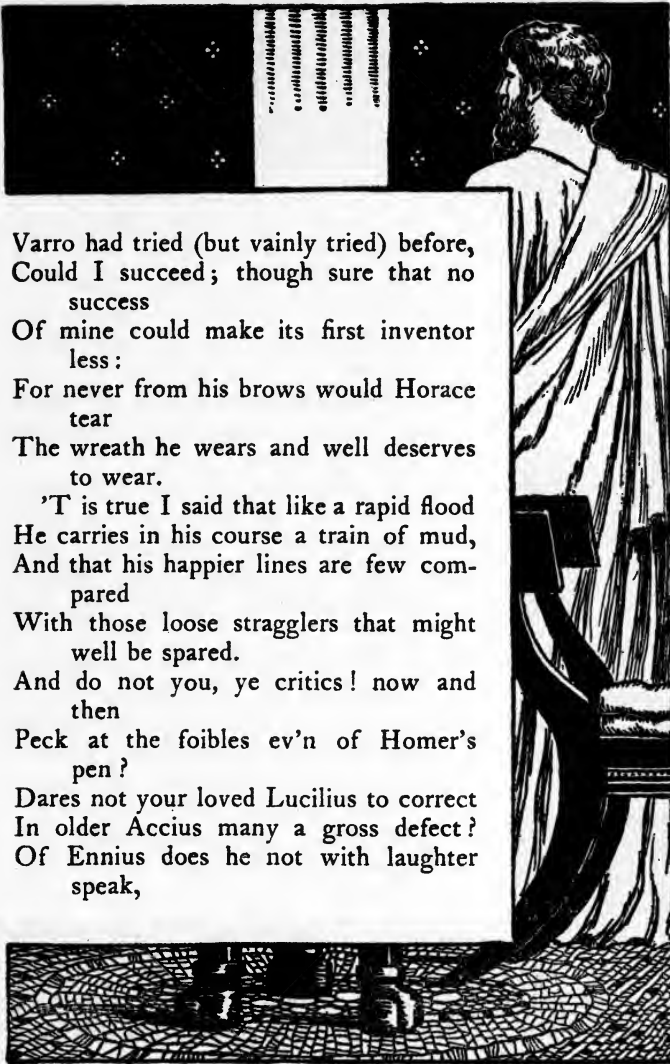 Varro had tried (but vainly tried) before,
Could I succeed; though sure that no
success
Of mine could make its first inventor
less:
For never from his brows would Horace
tear
The wreath he wears and well deserves
to wear.
'T is true I said that like a rapid flood
He carries in his course a train of mud,
And that his happier lines are few com-
pared
With those loose stragglers that might
well be spared.
And do not you, ye critics! now and
then
Peck at the foibles ev'n of Homer's
pen?
Dares not your loved Lucilius to correct
In older Accius many a gross defect?
Of Ennius does he not with laughter
speak,